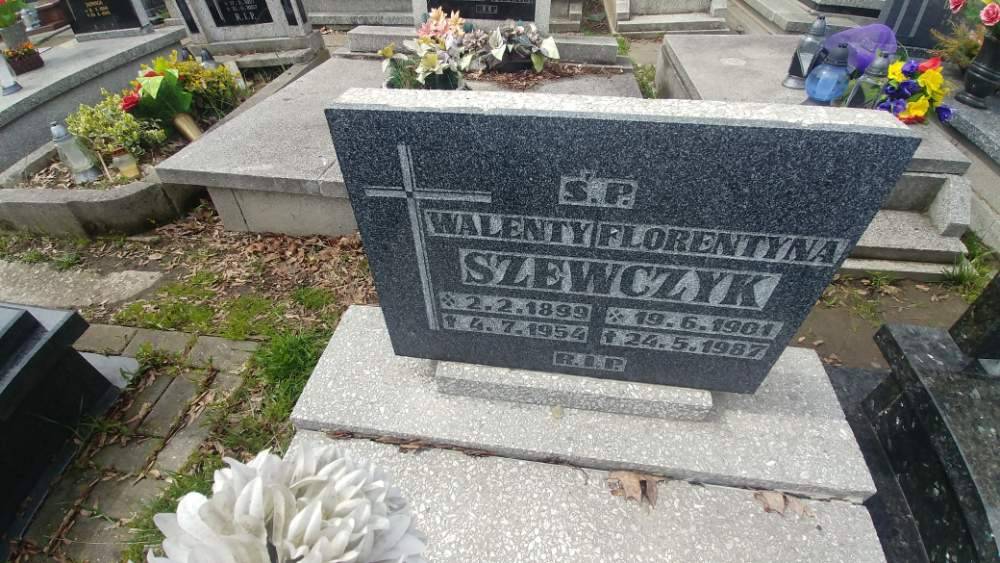 Ś.P.
WALENTY FLORENTYNA
SZEWCZYK
* 2.2.1899 * 19.6.1901
† 4.7.1954 † 24.5.1987
R.I.P.
R.I.P.